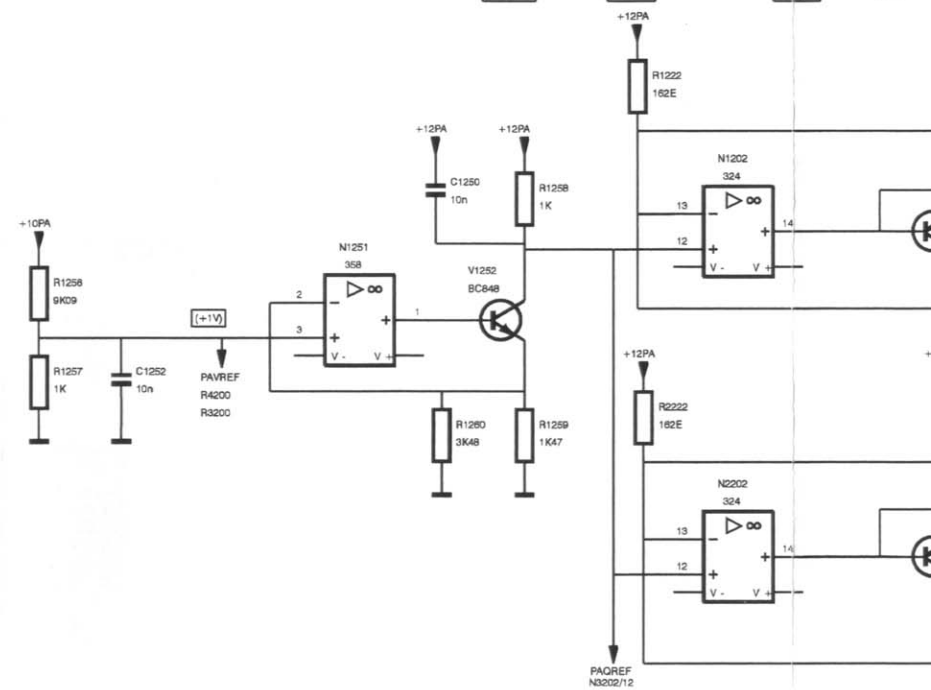 +12PA
R1222
162E
+12PA
+12PA
N1202
324
C1250
10n
R1258
1K
13
-
▷∞
+
14
12
+
V -
V +
+10PA
N1251
358
V1252
BC848
R1256
9K09
2
-
▷∞
+
1
(+1V)
3
+
V -
V +
+12PA
R1257
1K
C1252
10n
PAVREF
R4200
R3200
R2222
162E
R1260
3K48
R1259
1K47
N2202
324
13
-
▷∞
+
14
12
+
V -
V +
PAQREF
N3202/12